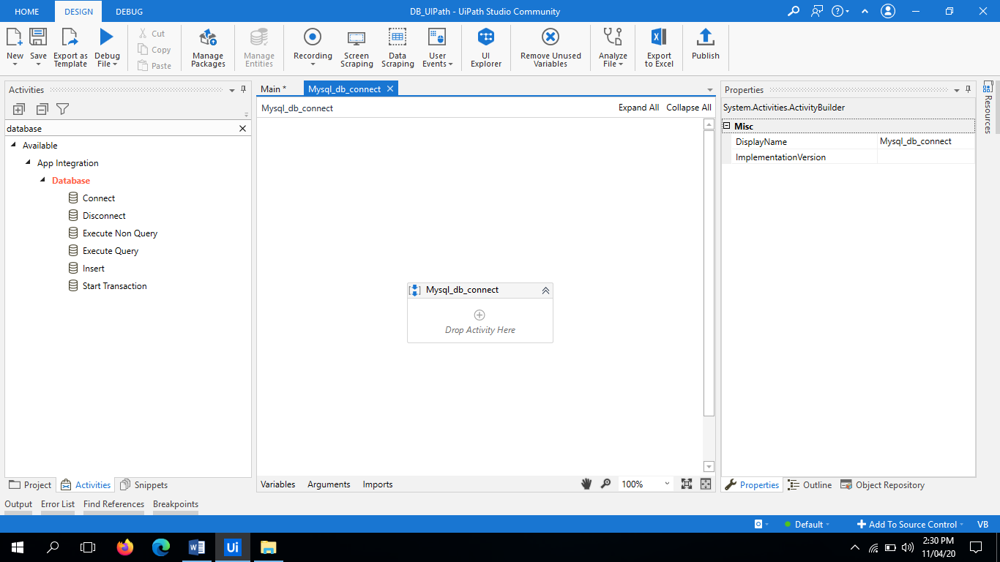 HOME DESIGN DEBUG DB_UIPath - UiPath Studio Community
New Save Export as Template Debug File Cut Copy Paste Manage Packages Manage Entities Recording Screen Scraping Data Scraping User Events UI Explorer Remove Unused Variables Analyze File Export to Excel Publish
Activities
database
Available
App Integration
Database
Connect
Disconnect
Execute Non Query
Execute Query
Insert
Start Transaction
Project Activities Snippets
Main * Mysql_db_connect
Mysql_db_connect Expand All Collapse All
Mysql_db_connect
Drop Activity Here
Variables Arguments Imports 100%
Properties
System.Activities.ActivityBuilder
Misc
DisplayName Mysql_db_connect
ImplementationVersion
Properties Outline Object Repository
Resources
Output Error List Find References Breakpoints
Default Add To Source Control VB
Ui
2:30 PM
11/04/20